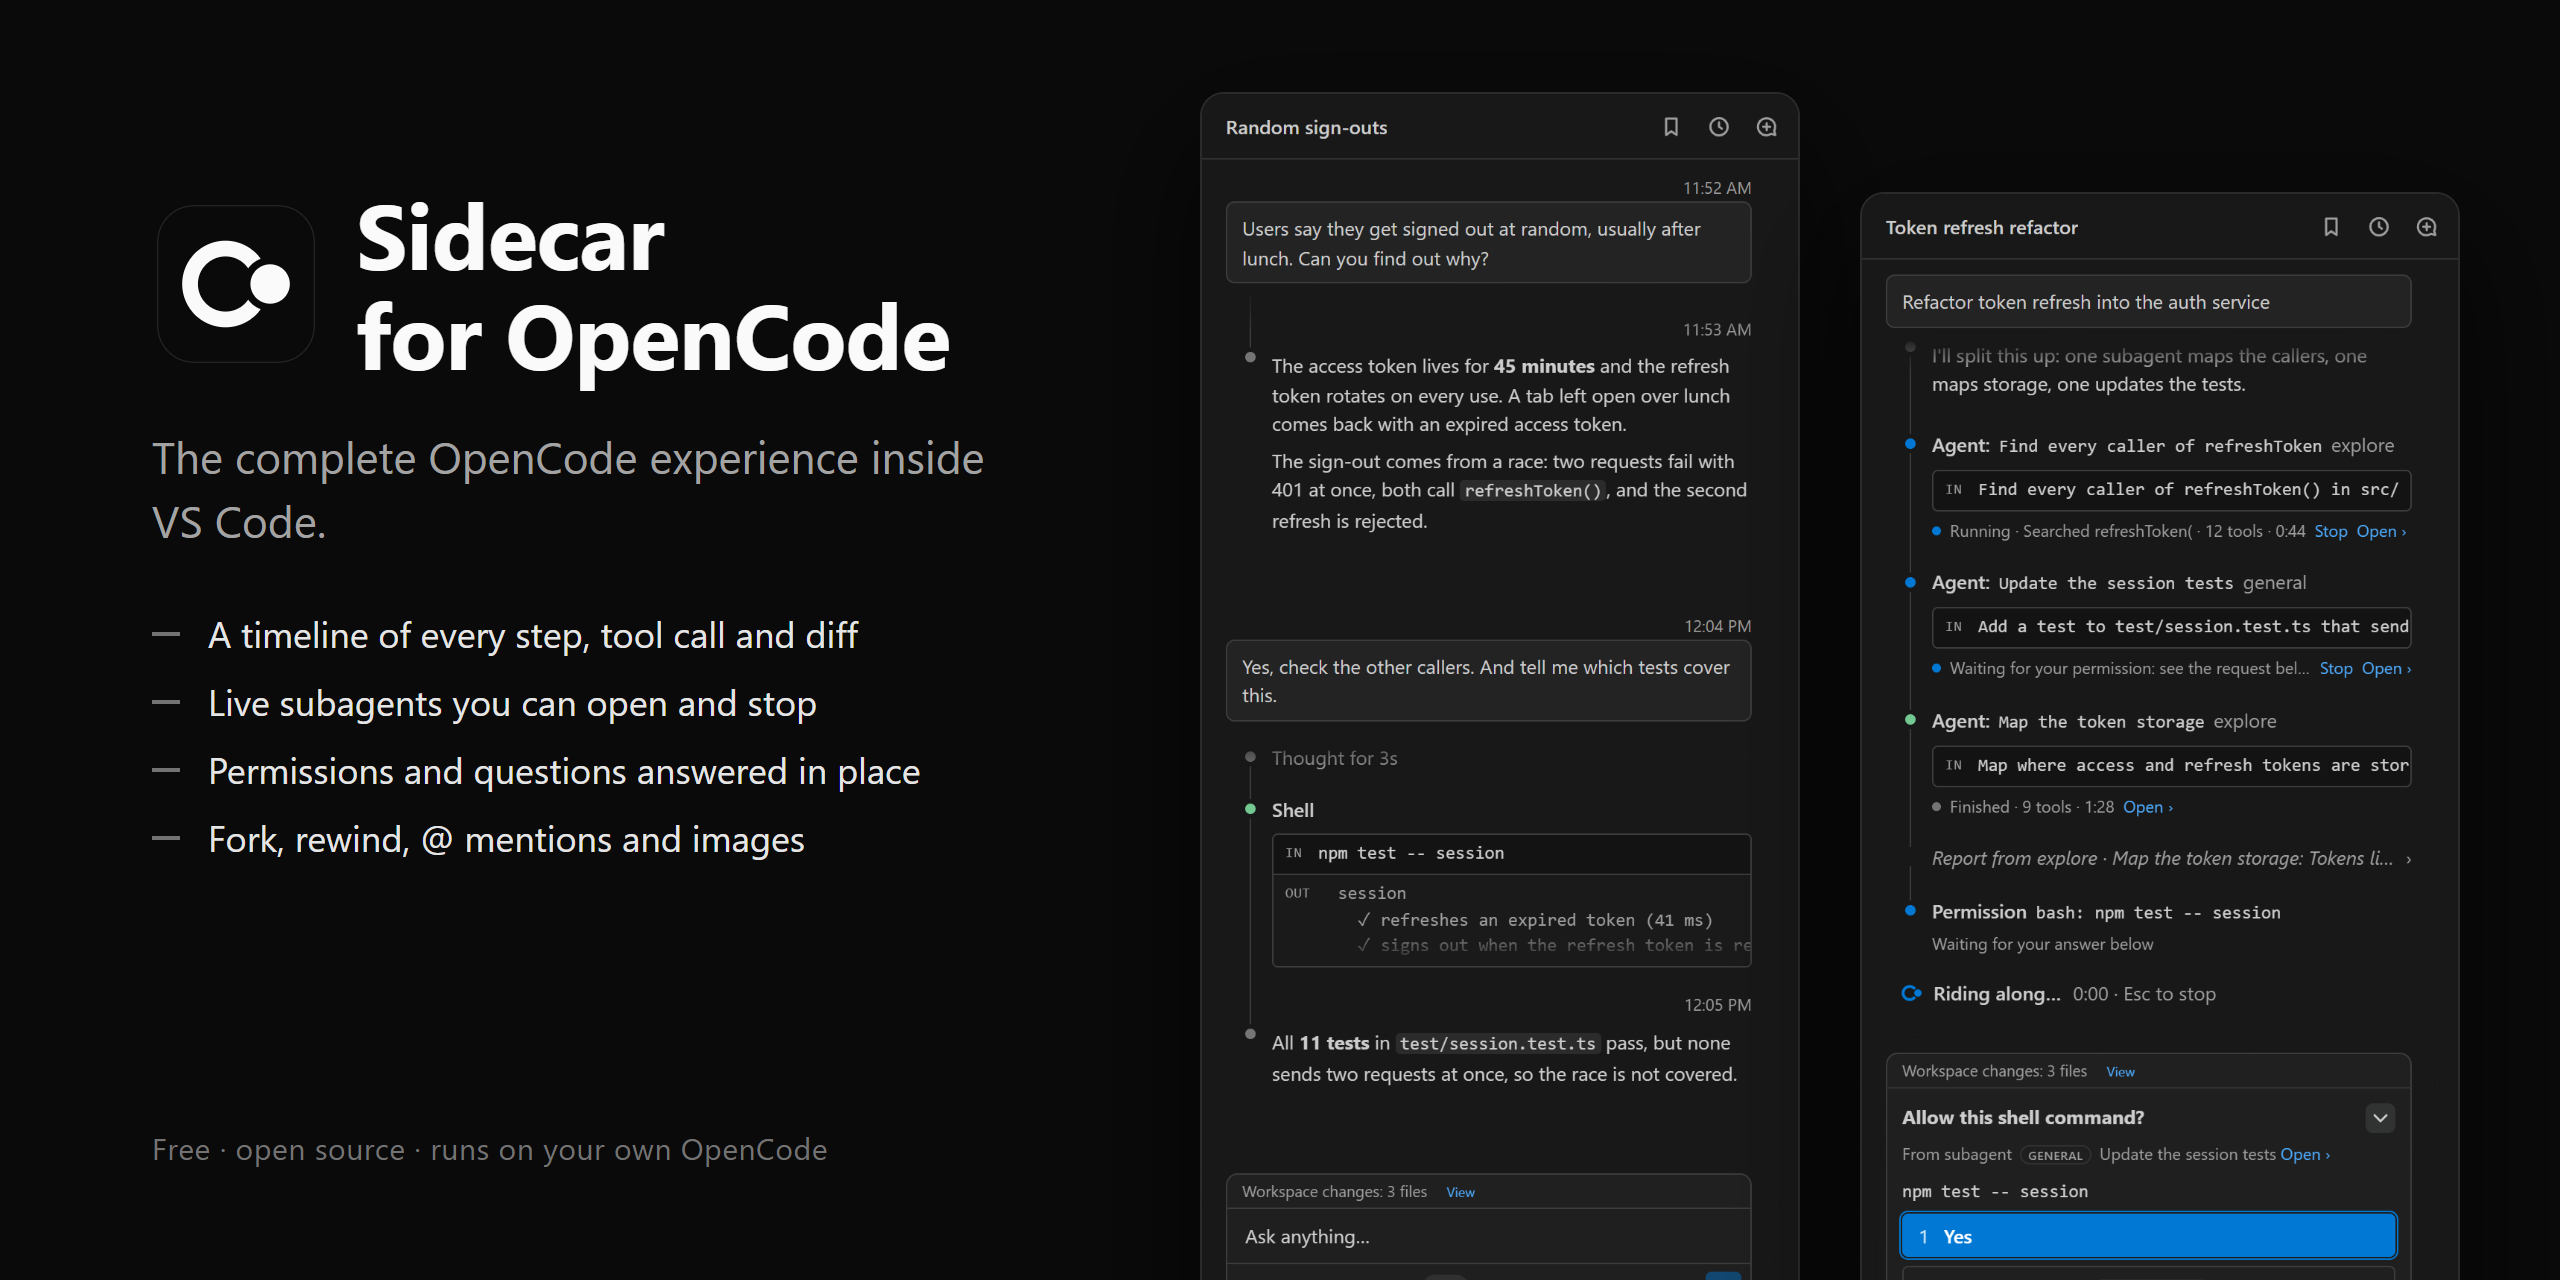 Sidecar
for OpenCode
The complete OpenCode experience inside
VS Code.
A timeline of every step, tool call and diff
Live subagents you can open and stop
Permissions and questions answered in place
Fork, rewind, @ mentions and images
Free · open source · runs on your own OpenCode
Random sign-outs
11:52 AM
Users say they get signed out at random, usually after
lunch. Can you find out why?
11:53 AM
The access token lives for 45 minutes and the refresh
token rotates on every use. A tab left open over lunch
comes back with an expired access token.
The sign-out comes from a race: two requests fail with
401 at once, both call refreshToken(), and the second
refresh is rejected.
12:04 PM
Yes, check the other callers. And tell me which tests cover
this.
Thought for 3s
Shell
IN npm test -- session
OUT session
✓ refreshes an expired token (41 ms)
✓ signs out when the refresh token is re
12:05 PM
All 11 tests in test/session.test.ts pass, but none
sends two requests at once, so the race is not covered.
Workspace changes: 3 files View
Ask anything...
Token refresh refactor
Refactor token refresh into the auth service
I'll split this up: one subagent maps the callers, one
maps storage, one updates the tests.
Agent: Find every caller of refreshToken explore
IN Find every caller of refreshToken() in src/
Running · Searched refreshToken( · 12 tools · 0:44 Stop Open ›
Agent: Update the session tests general
IN Add a test to test/session.test.ts that send
Waiting for your permission: see the request bel... Stop Open ›
Agent: Map the token storage explore
IN Map where access and refresh tokens are stor
Finished · 9 tools · 1:28 Open ›
Report from explore · Map the token storage: Tokens li... ›
Permission bash: npm test -- session
Waiting for your answer below
Riding along... 0:00 · Esc to stop
Workspace changes: 3 files View
Allow this shell command?
From subagent GENERAL Update the session tests Open ›
npm test -- session
1 Yes